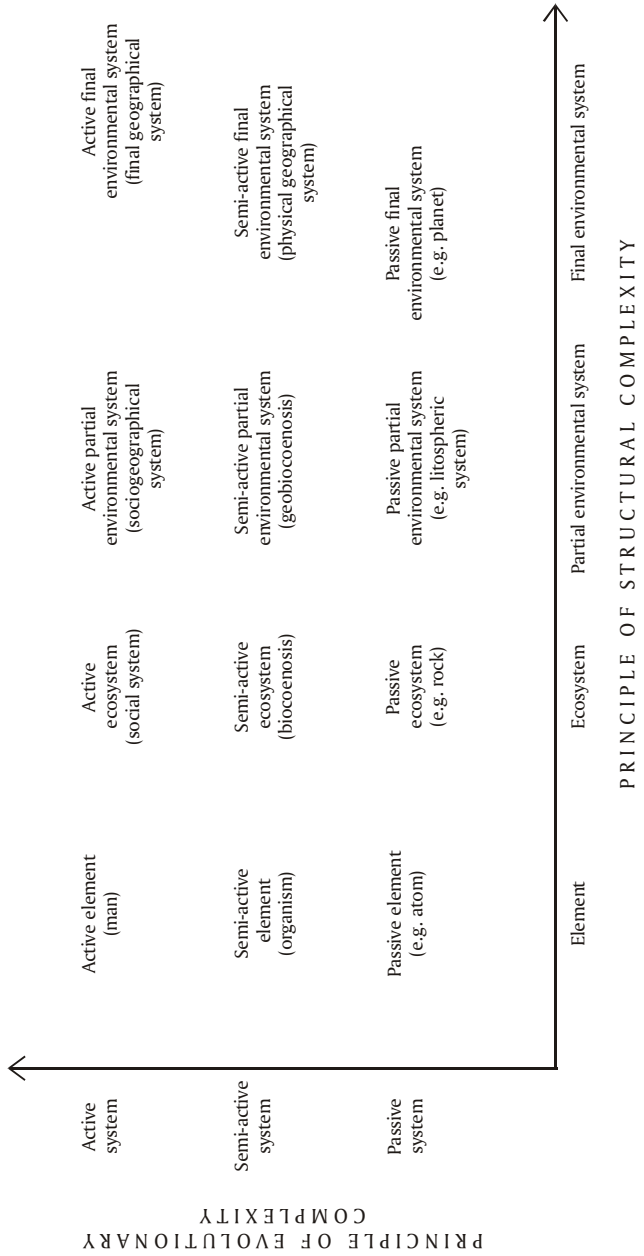 PRINCIPLE OF EVOLUTIONARY
COMPLEXITY
Active
system
Active element
(man)
Active
ecosystem
(social system)
Active partial
environmental system
(sociogeographical
system)
Active final
environmental system
(final geographical
system)
Semi-active
system
Semi-active
element
(organism)
Semi-active
ecosystem
(biocoenosis)
Semi-active partial
environmental system
(geobiocoenosis)
Semi-active final
environmental system
(physical geographical
system)
Passive
system
Passive element
(e.g. atom)
Passive
ecosystem
(e.g. rock)
Passive partial
environmental system
(e.g. litospheric
system)
Passive final
environmental system
(e.g. planet)
Element
Ecosystem
Partial environmental system
Final environmental system
PRINCIPLE OF STRUCTURAL COMPLEXITY